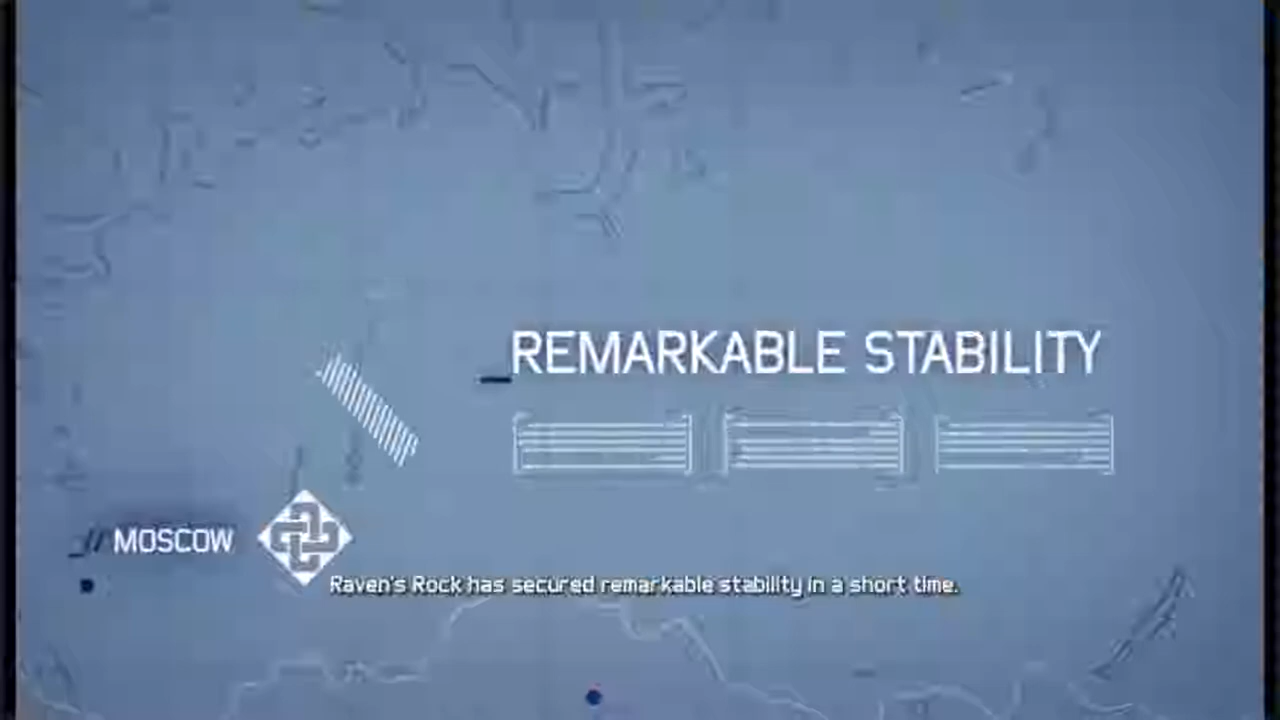 REMARKABLE STABILITY
// MOSCOW
Raven's Rock has secured remarkable stability in a short time.